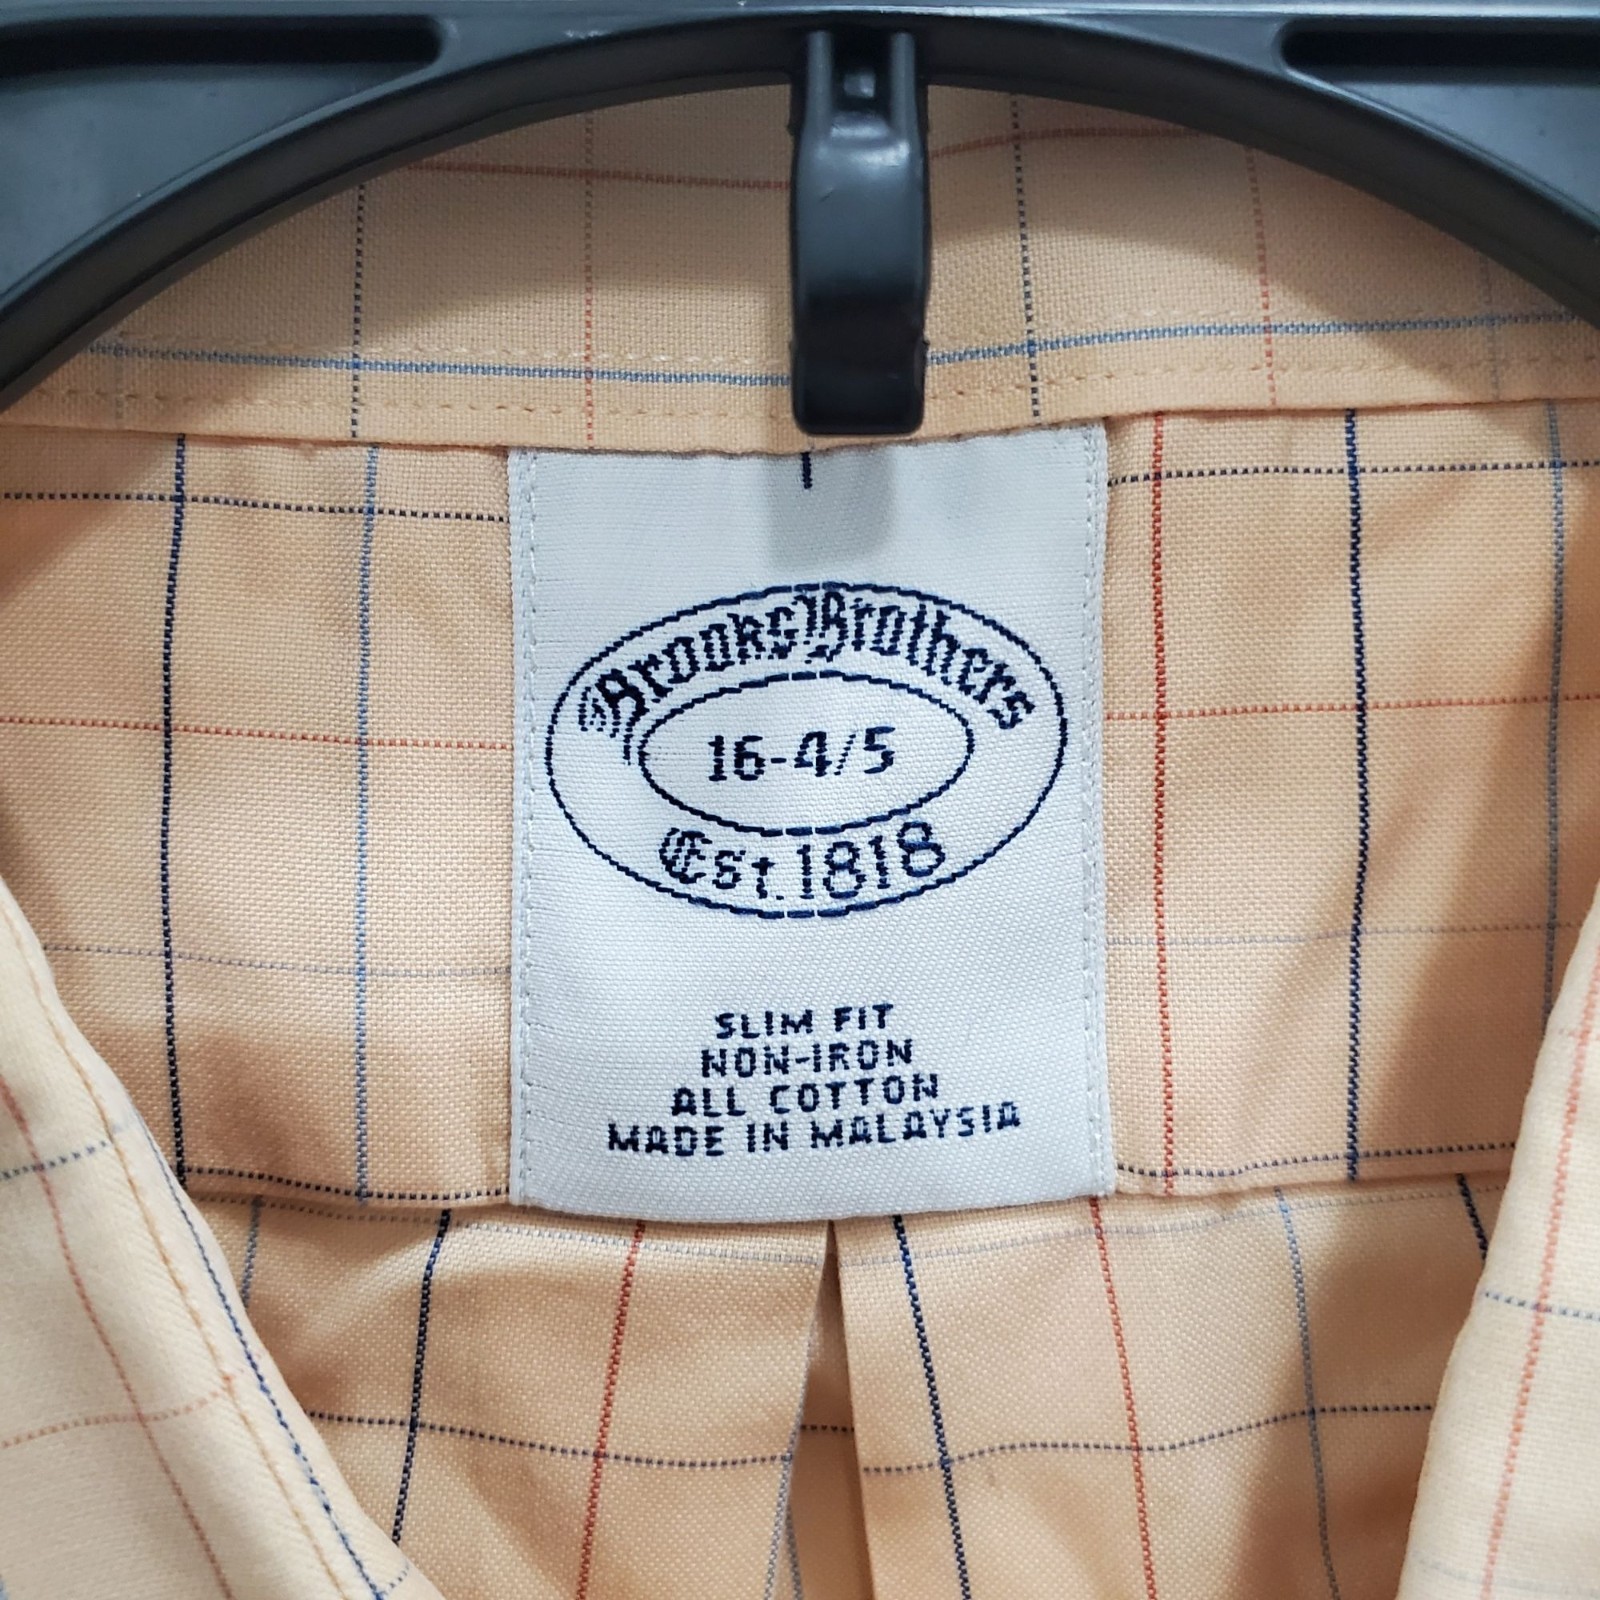 Brooks Brothers
16-4/5
Est. 1818
SLIM FIT
NON-IRON
ALL COTTON
MADE IN MALAYSIA